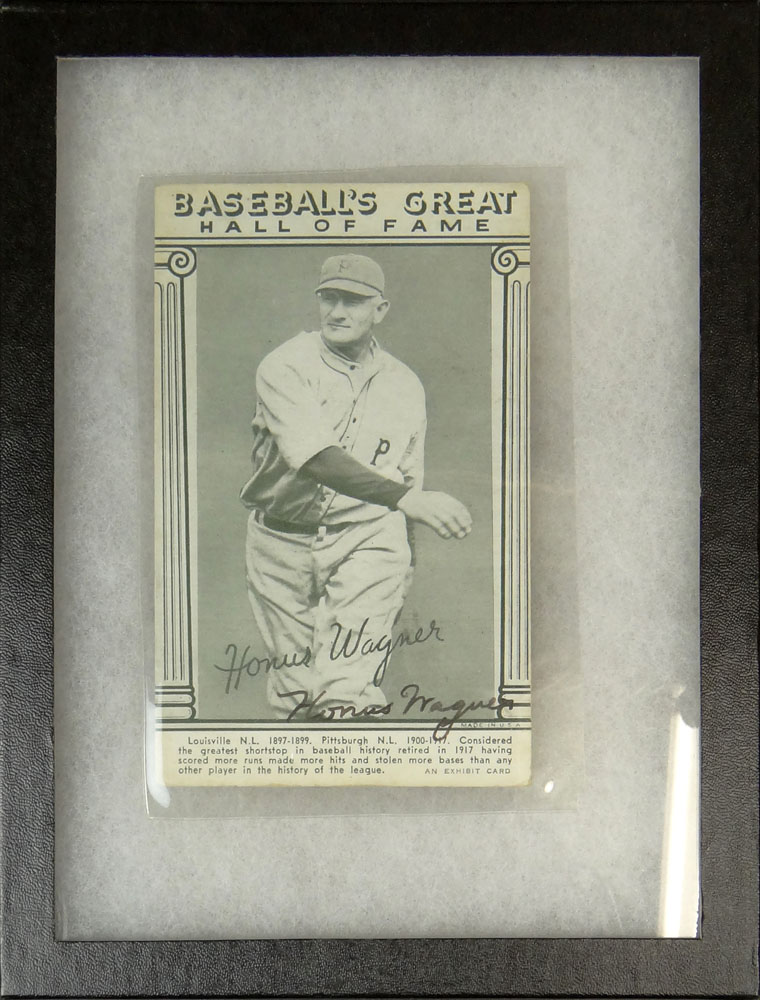 BASEBALL'S GREAT
HALL OF FAME
P
P
Honus Wagner
Honus Wagner
MADE IN U.S.A.
Louisville N.L. 1897-1899. Pittsburgh N.L. 1900-1917. Considered
the greatest shortstop in baseball history retired in 1917 having
scored more runs made more hits and stolen more bases than any
other player in the history of the league. AN EXHIBIT CARD